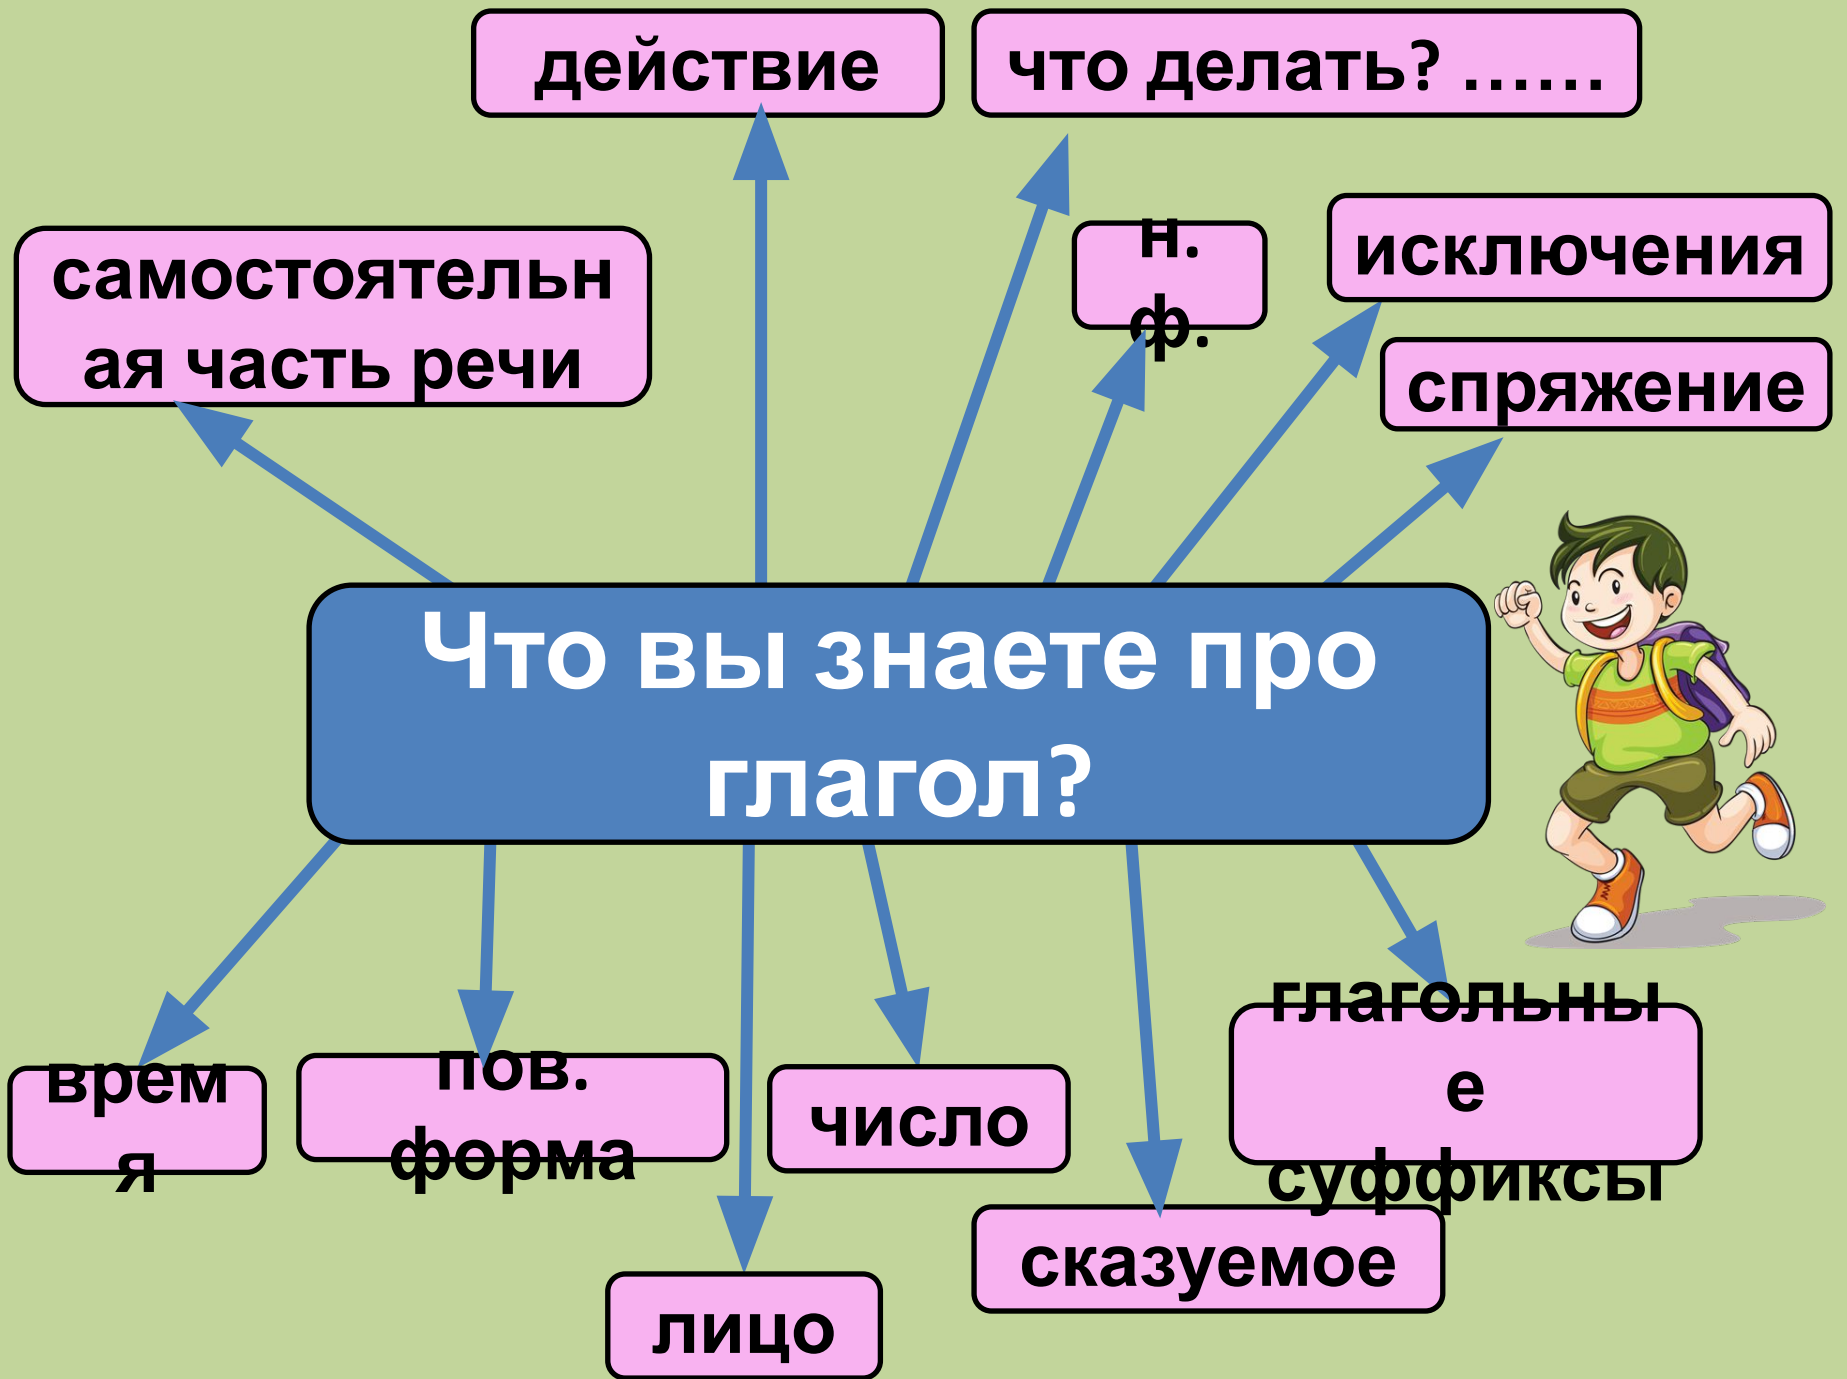 действие
что делать? ......
н.
ф.
исключения
самостоятельн
ая часть речи
спряжение
Что вы знаете про
глагол?
врем
я
пов.
форма
число
глагольны
е
суффиксы
сказуемое
лицо